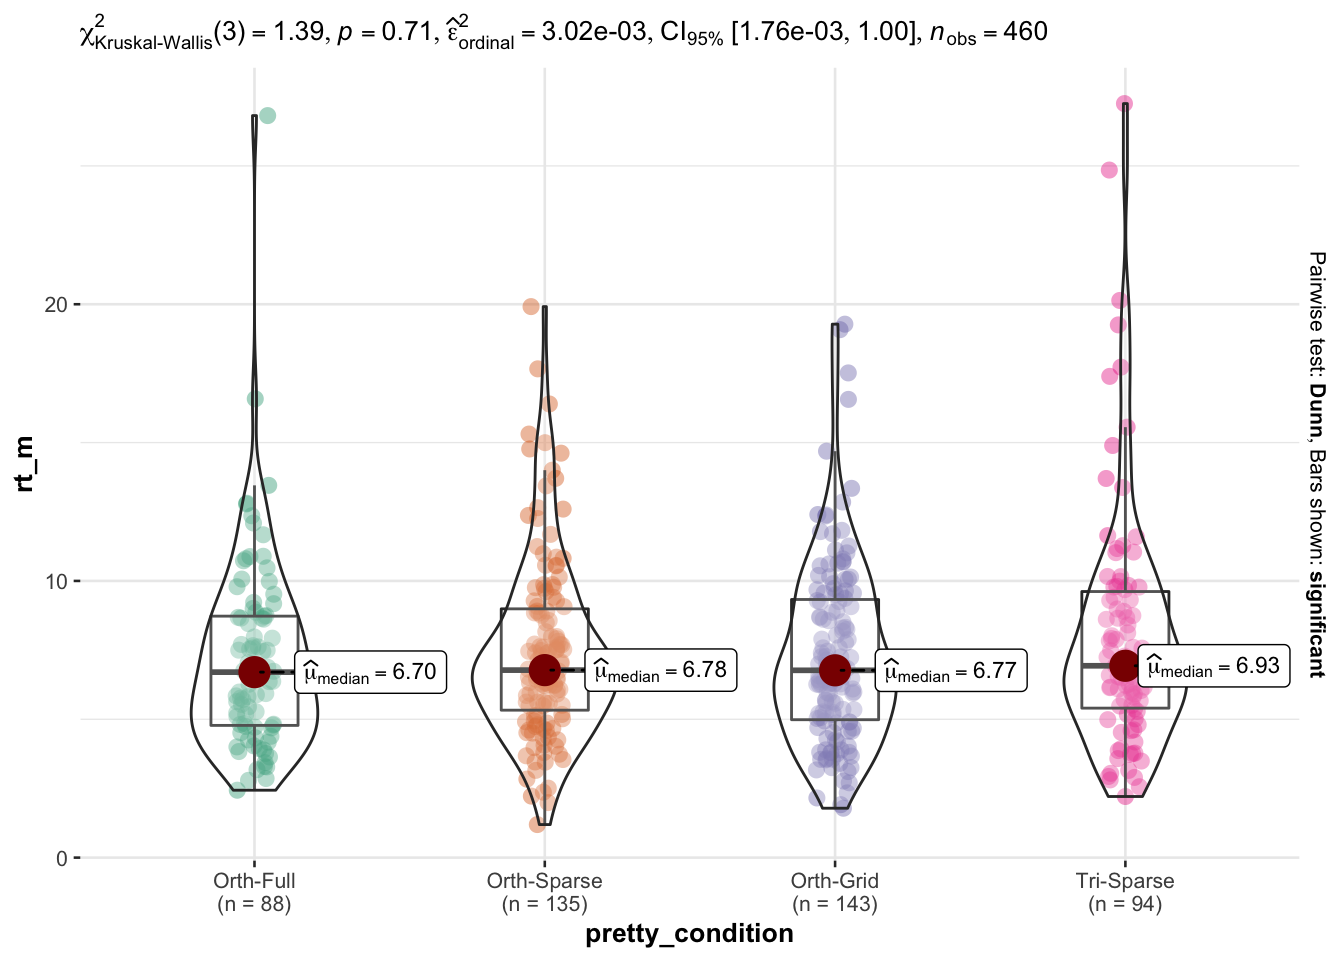 χ²Kruskal-Wallis(3) = 1.39, p = 0.71, ε̂²ordinal = 3.02e-03, CI95% [1.76e-03, 1.00], nobs = 460
rt_m
20
10
0
μ̂median = 6.70
μ̂median = 6.78
μ̂median = 6.77
μ̂median = 6.93
Pairwise test: Dunn, Bars shown: significant
Orth-Full
(n = 88)
Orth-Sparse
(n = 135)
Orth-Grid
(n = 143)
Tri-Sparse
(n = 94)
pretty_condition